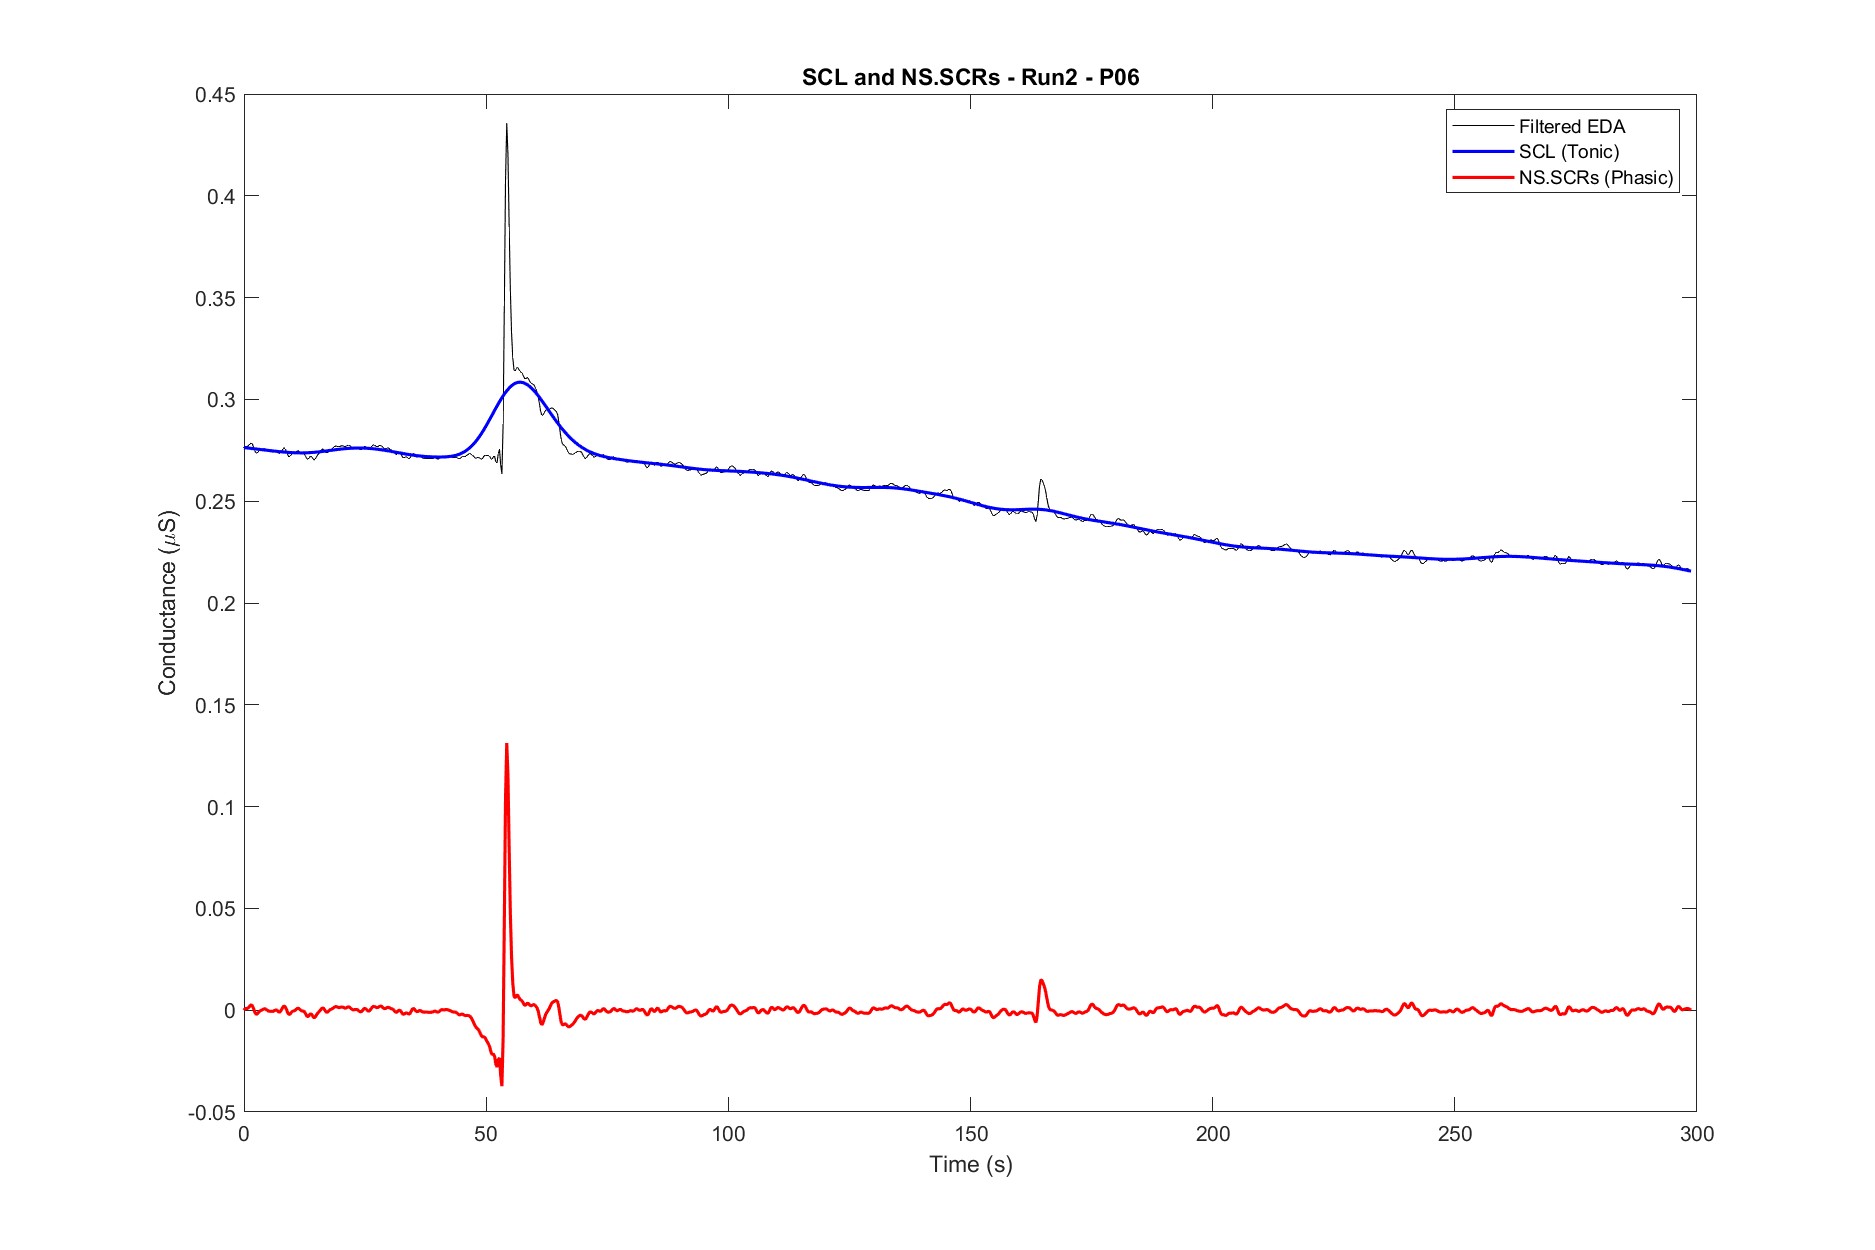 SCL and NS.SCRs - Run2 - P06
0.45
0.4
0.35
0.3
0.25
0.2
0.15
0.1
0.05
0
-0.05
Conductance (μS)
0 50 100 150 200 250 300
Time (s)
Filtered EDA
SCL (Tonic)
NS.SCRs (Phasic)